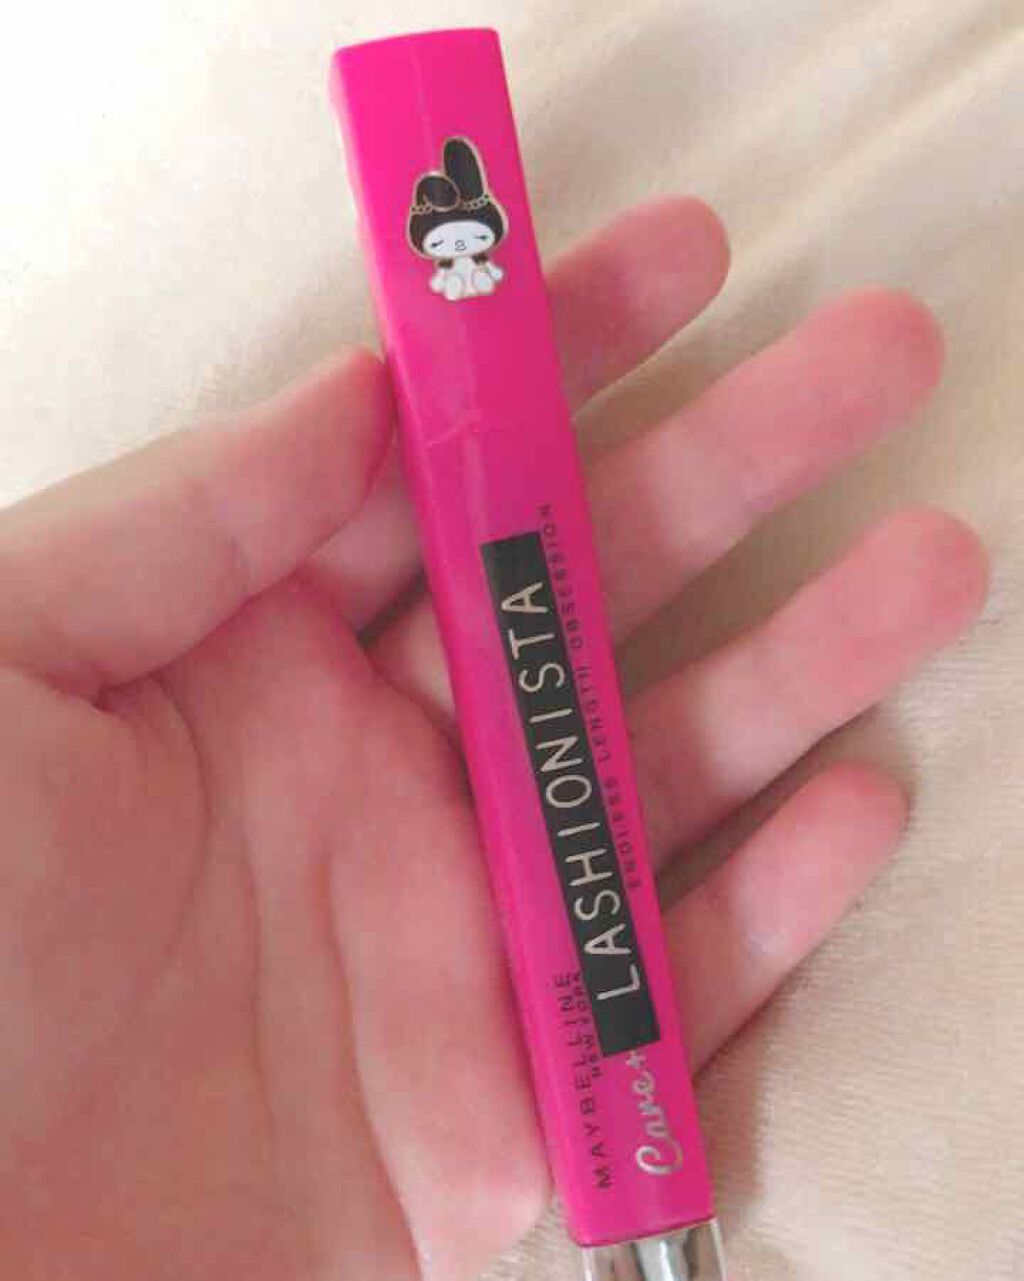 MAYBELLINE
NEW YORK
LASHIONISTA
ENDLESS LENGTH OBSESSION
Care+